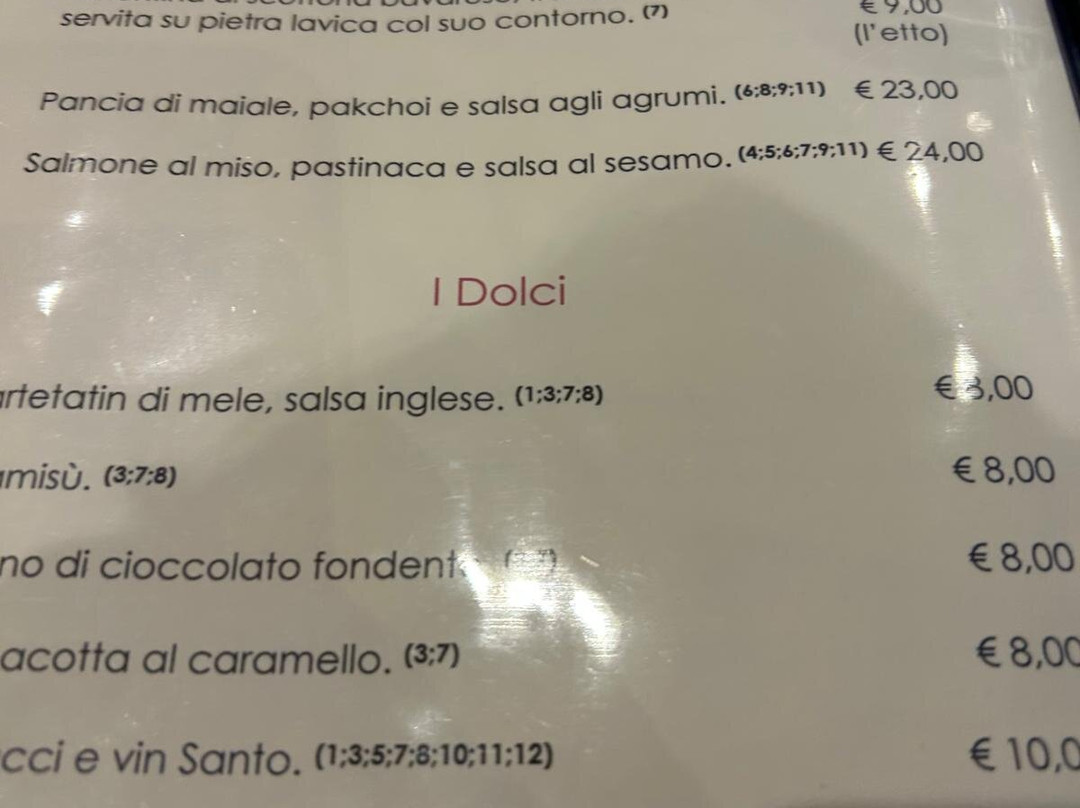 servita su pietra lavica col suo contorno. (7)
€ 9,00
(l'etto)
Pancia di maiale, pakchoi e salsa agli agrumi. (6;8;9;11) € 23,00
Salmone al miso, pastinaca e salsa al sesamo. (4;5;6;7;9;11) € 24,00
I Dolci
artetatin di mele, salsa inglese. (1;3;7;8) € 8,00
amisù. (3;7;8) € 8,00
no di cioccolato € 8,00
acotta al caramello. (3;7) € 8,00
cci e vin Santo. (1;3;5;7;8;10;11;12) € 10,0